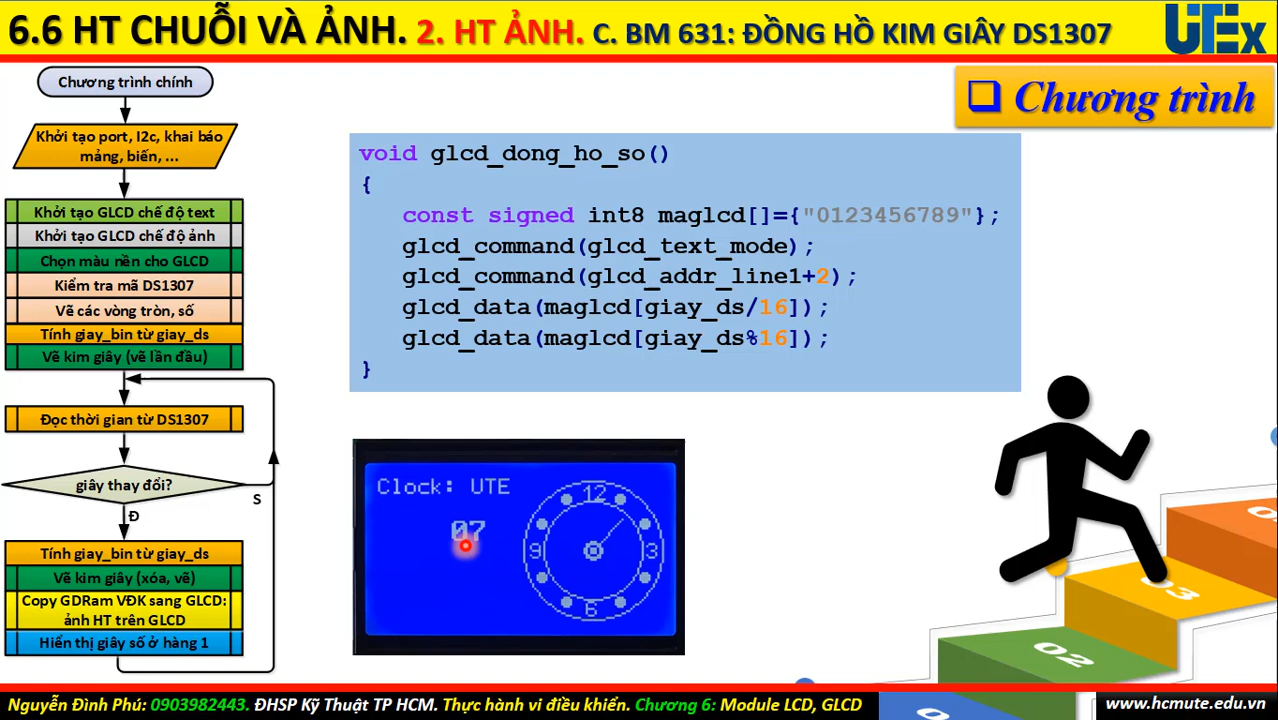 6.6 HT CHUỖI VÀ ẢNH. 2. HT ẢNH. C. BM 631: ĐỒNG HỒ KIM GIÂY DS1307
UTEx
Chương trình
Chương trình chính
Khởi tạo port, I2c, khai báo
mảng, biến, ...
Khởi tạo GLCD chế độ text
Khởi tạo GLCD chế độ ảnh
Chọn màu nền cho GLCD
Kiểm tra mã DS1307
Vẽ các vòng tròn, số
Tính giay_bin từ giay_ds
Vẽ kim giây (vẽ lần đầu)
Đọc thời gian từ DS1307
giây thay đổi?
S
Đ
Tính giay_bin từ giay_ds
Vẽ kim giây (xóa, vẽ)
Copy GDRam VĐK sang GLCD:
ảnh HT trên GLCD
Hiển thị giây số ở hàng 1
void glcd_dong_ho_so()
{
const signed int8 maglcd[]={"0123456789"};
glcd_command(glcd_text_mode);
glcd_command(glcd_addr_line1+2);
glcd_data(maglcd[giay_ds/16]);
glcd_data(maglcd[giay_ds%16]);
}
Clock: UTE
07
12
9
3
6
03
02
Nguyễn Đình Phú: 0903982443. ĐHSP Kỹ Thuật TP HCM. Thực hành vi điều khiển. Chương 6: Module LCD, GLCD
www.hcmute.edu.vn